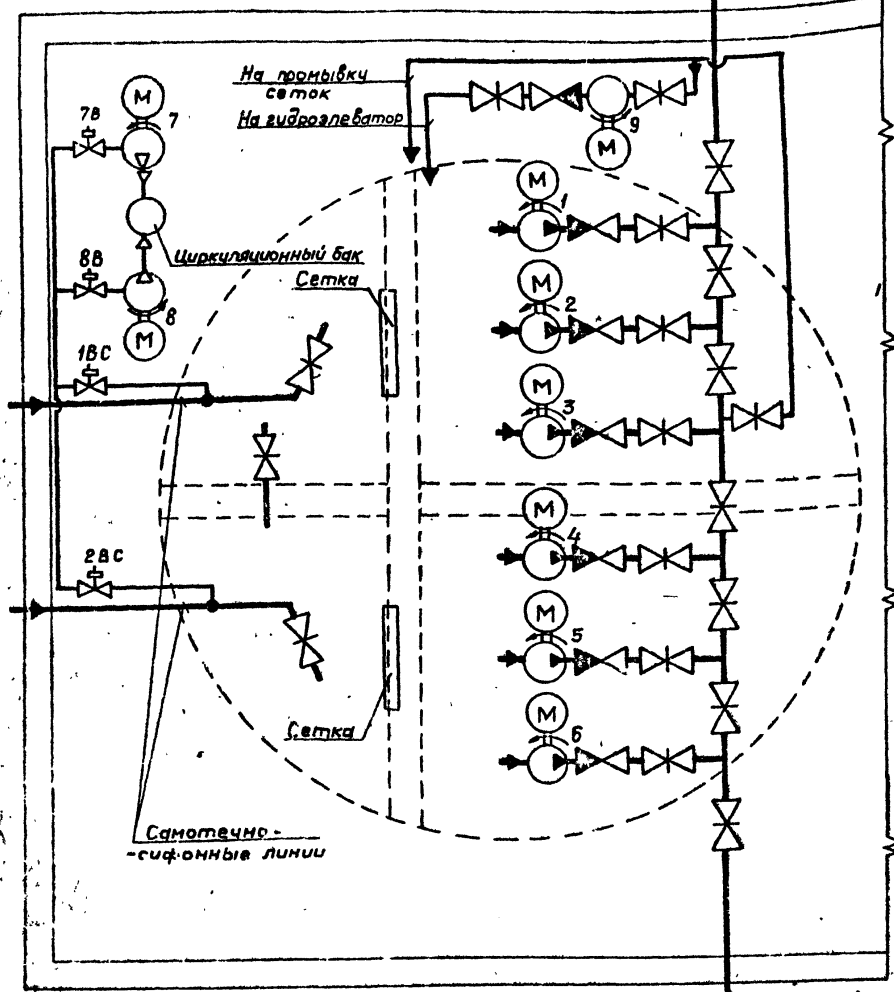 На промывку
сеток
На гидроэлеватор
М
7В
7
9
М
М
1
Циркуляционный бак
8В
Сетка
М
2
8
М
1ВС
М
3
М
4
2ВС
М
5
М
6
Сетка
Самотечно-
-сифонные линии